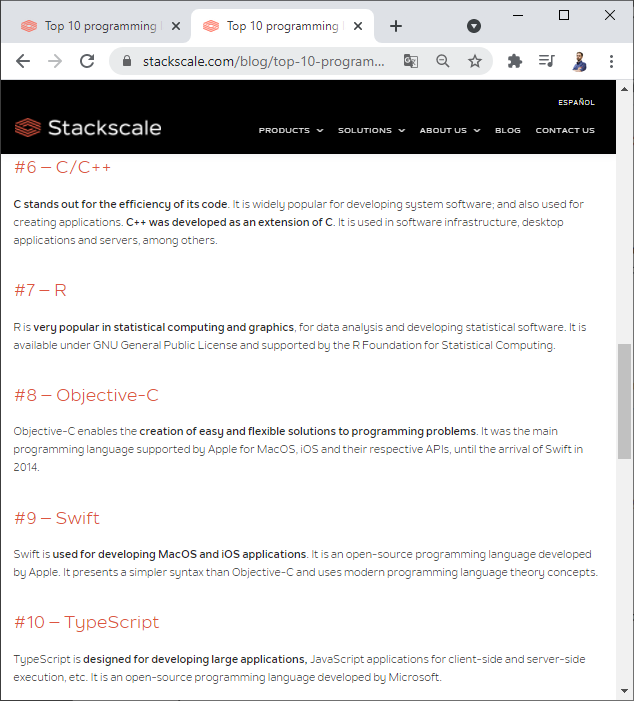 Top 10 programming
Top 10 programming
stackscale.com/blog/top-10-program...
ESPAÑOL
Stackscale
PRODUCTS
SOLUTIONS
ABOUT US
BLOG
CONTACT US
#6 – C/C++
C stands out for the efficiency of its code. It is widely popular for developing system software; and also used for
creating applications. C++ was developed as an extension of C. It is used in software infrastructure, desktop
applications and servers, among others.
#7 – R
R is very popular in statistical computing and graphics, for data analysis and developing statistical software. It is
available under GNU General Public License and supported by the R Foundation for Statistical Computing.
#8 – Objective-C
Objective-C enables the creation of easy and flexible solutions to programming problems. It was the main
programming language supported by Apple for MacOS, iOS and their respective APIs, until the arrival of Swift in
2014.
#9 – Swift
Swift is used for developing MacOS and iOS applications. It is an open-source programming language developed
by Apple. It presents a simpler syntax than Objective-C and uses modern programming language theory concepts.
#10 – TypeScript
TypeScript is designed for developing large applications, JavaScript applications for client-side and server-side
execution, etc. It is an open-source programming language developed by Microsoft.